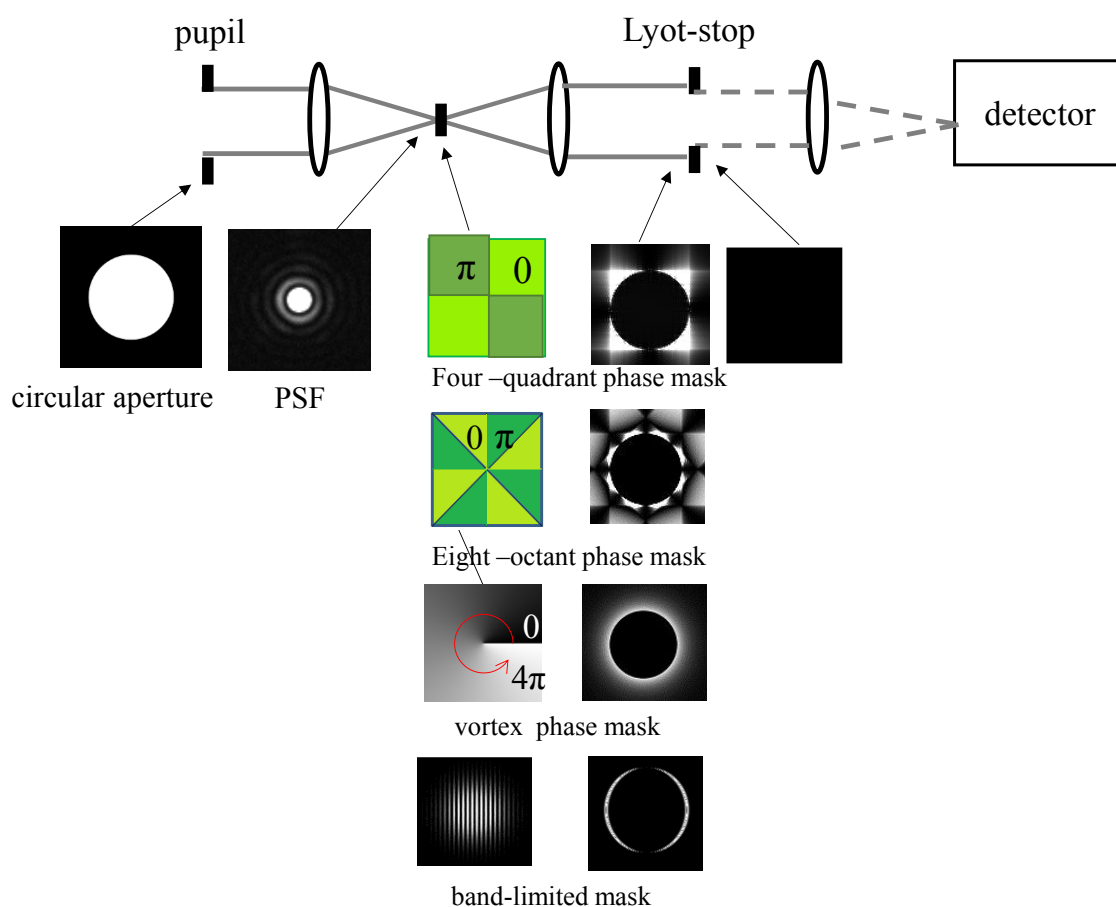 pupil
Lyot-stop
detector
π 0
circular aperture
PSF
Four –quadrant phase mask
0 π
Eight –octant phase mask
0
4π
vortex phase mask
band-limited mask